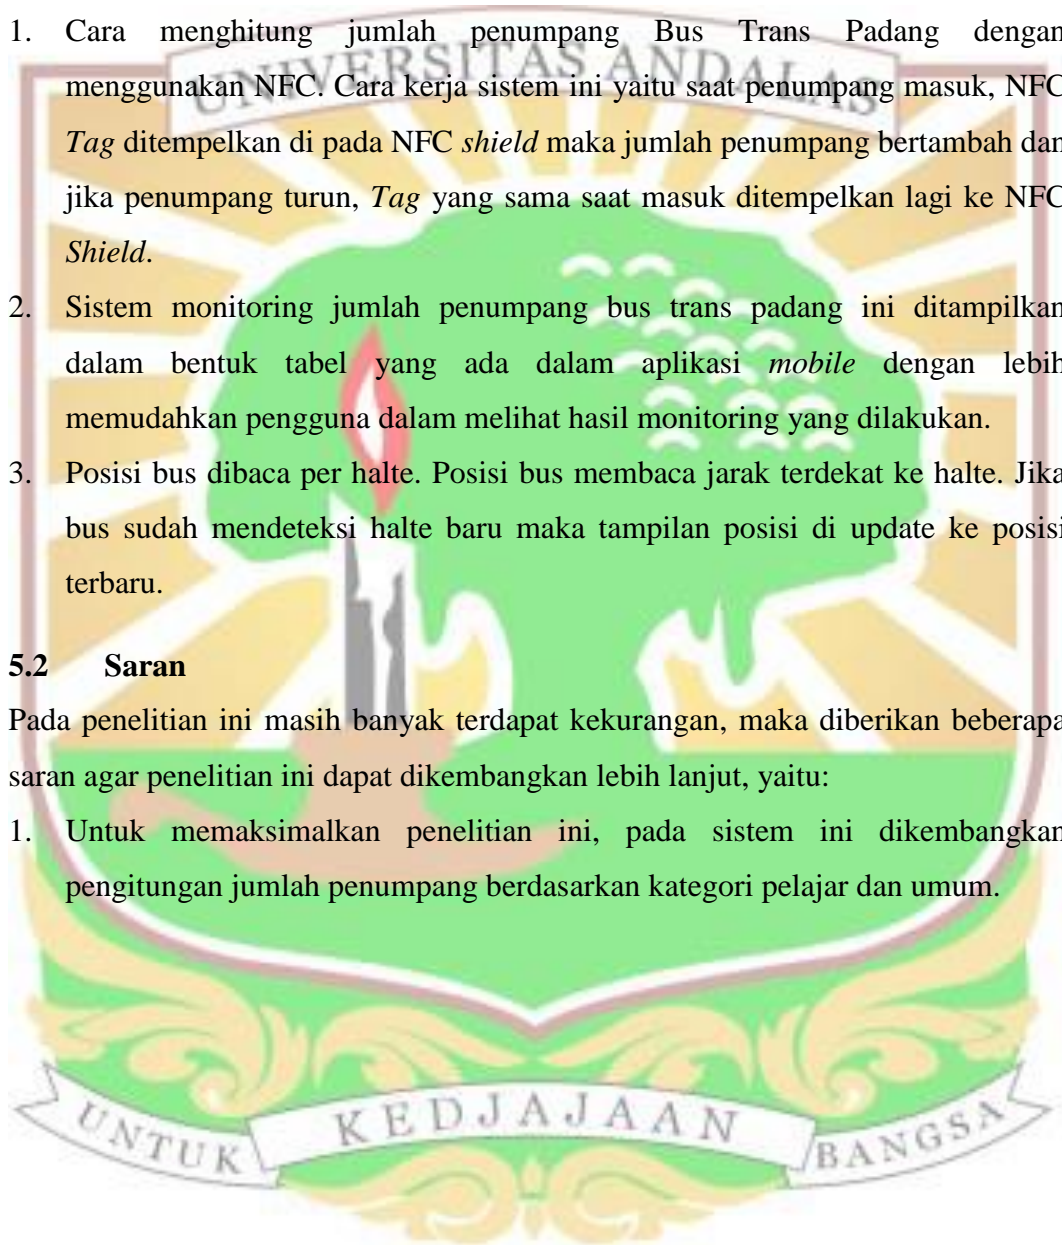 UNIVERSITAS ANDALAS
1. Cara menghitung jumlah penumpang Bus Trans Padang dengan
menggunakan NFC. Cara kerja sistem ini yaitu saat penumpang masuk, NFC
Tag ditempelkan di pada NFC shield maka jumlah penumpang bertambah dan
jika penumpang turun, Tag yang sama saat masuk ditempelkan lagi ke NFC
Shield.
2. Sistem monitoring jumlah penumpang bus trans padang ini ditampilkan
dalam bentuk tabel yang ada dalam aplikasi mobile dengan lebih
memudahkan pengguna dalam melihat hasil monitoring yang dilakukan.
3. Posisi bus dibaca per halte. Posisi bus membaca jarak terdekat ke halte. Jika
bus sudah mendeteksi halte baru maka tampilan posisi di update ke posisi
terbaru.
5.2 Saran
Pada penelitian ini masih banyak terdapat kekurangan, maka diberikan beberapa
saran agar penelitian ini dapat dikembangkan lebih lanjut, yaitu:
1. Untuk memaksimalkan penelitian ini, pada sistem ini dikembangkan
pengitungan jumlah penumpang berdasarkan kategori pelajar dan umum.
UNTUK KEDJAJAAN BANGSA